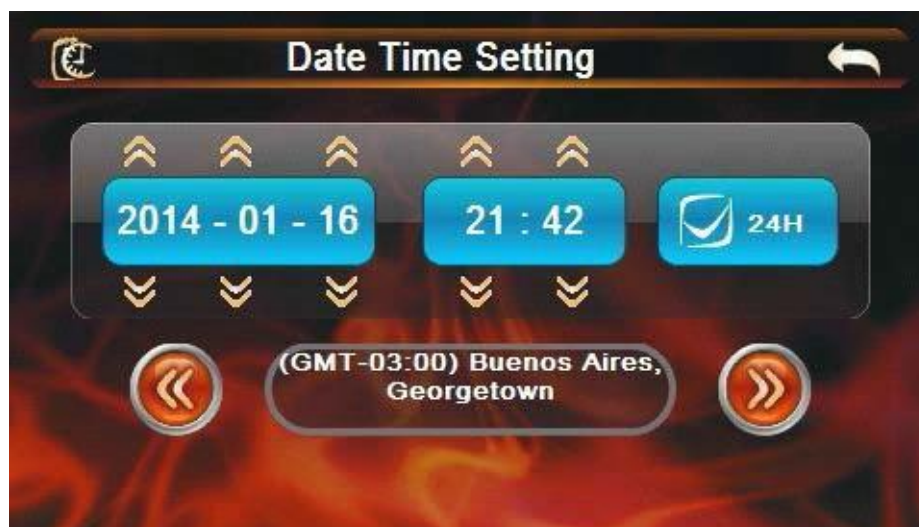 Date Time Setting
2014 - 01 - 16
21 : 42
24H
(GMT-03:00) Buenos Aires,
Georgetown